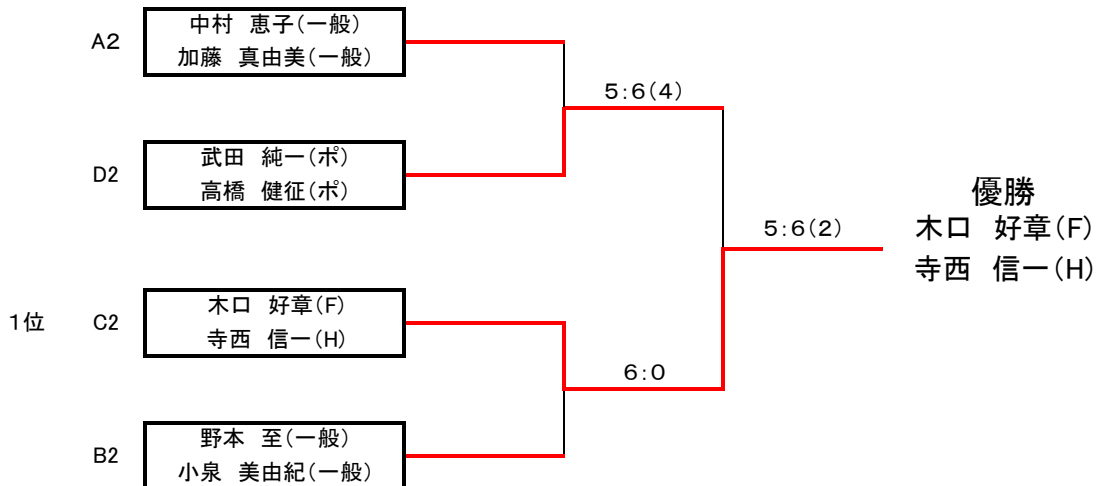 A2
中村 恵子(一般)
加藤 真由美(一般)
5:6(4)
D2
武田 純一(ポ)
高橋 健征(ポ)
5:6(2)
優勝
木口 好章(F)
寺西 信一(H)
1位
C2
木口 好章(F)
寺西 信一(H)
6:0
B2
野本 至(一般)
小泉 美由紀(一般)